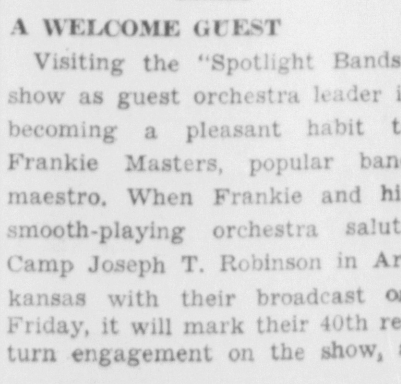 A WELCOME GUEST
Visiting the "Spotlight Bands
show as guest orchestra leader i
becoming a pleasant habit t
Frankie Masters, popular ban
maestro. When Frankie and hi
smooth-playing orchestra salut
Camp Joseph T. Robinson in Ar
kansas with their broadcast o
Friday, it will mark their 40th re
turn engagement on the show,